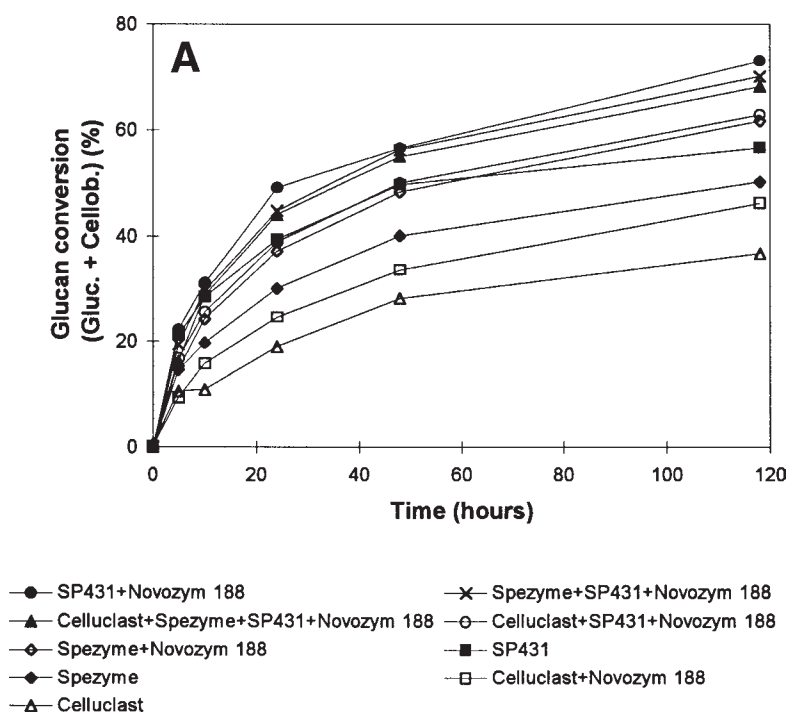 A
80
60
40
20
0
Glucan conversion
(Gluc. + Cellob.) (%)
0 20 40 60 80 100 120
Time (hours)
SP431+Novozym 188
Spezyme+SP431+Novozym 188
Celluclast+Spezyme+SP431+Novozym 188
Celluclast+SP431+Novozym 188
Spezyme+Novozym 188
SP431
Spezyme
Celluclast+Novozym 188
Celluclast